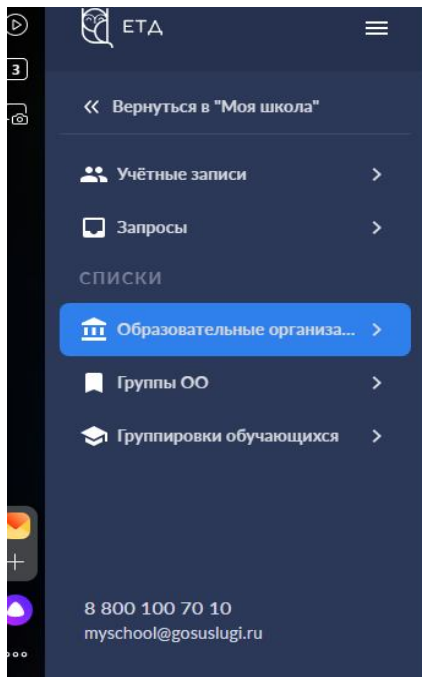 ЕТД
3
Вернуться в "Моя школа"
Учётные записи
Запросы
СПИСКИ
Образовательные организа...
Группы ОО
Группировки обучающихся
8 800 100 70 10
myschool@gosuslugi.ru